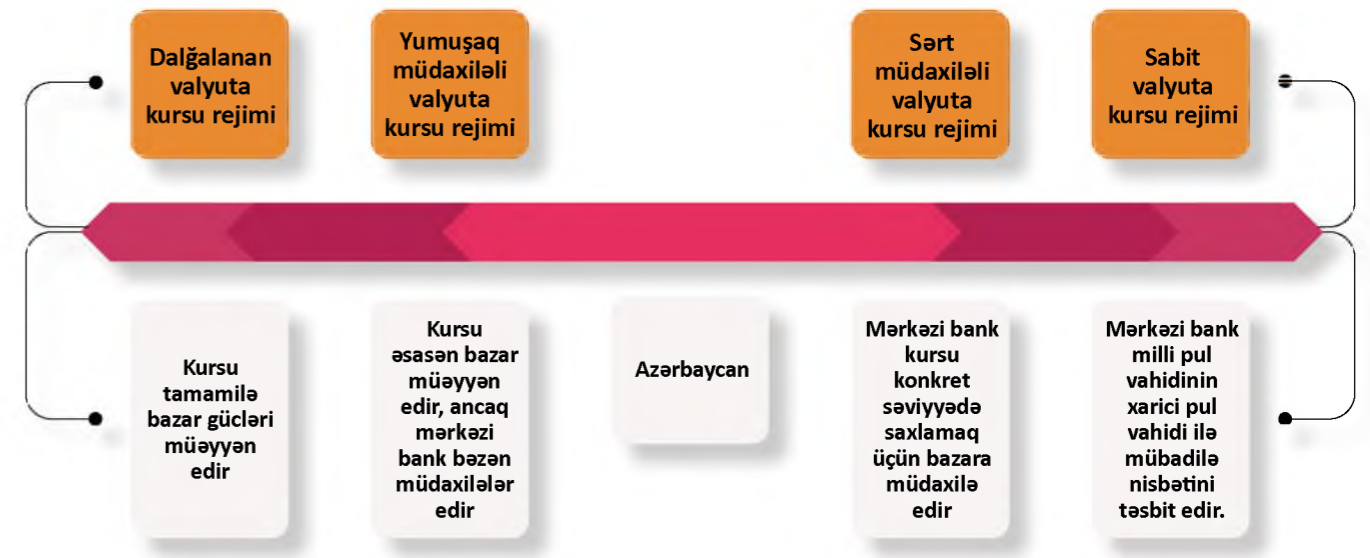 Dalğalanan
valyuta
kursu rejimi
Yumuşaq
müdaxiləli
valyuta
kursu rejimi
Sərt
müdaxiləli
valyuta
kursu rejimi
Sabit
valyuta
kursu rejimi
Kursu
tamamilə
bazar gücləri
müəyyən
edir
Kursu
əsasən bazar
müəyyən
edir, ancaq
mərkəzi
bank bəzən
müdaxilələr
edir
Azərbaycan
Mərkəzi bank
kursu
konkret
səviyyədə
saxlamaq
üçün bazara
müdaxilə
edir
Mərkəzi bank
milli pul
vahidinin
xarici pul
vahidi ilə
mübadilə
nisbətini
təsbit edir.